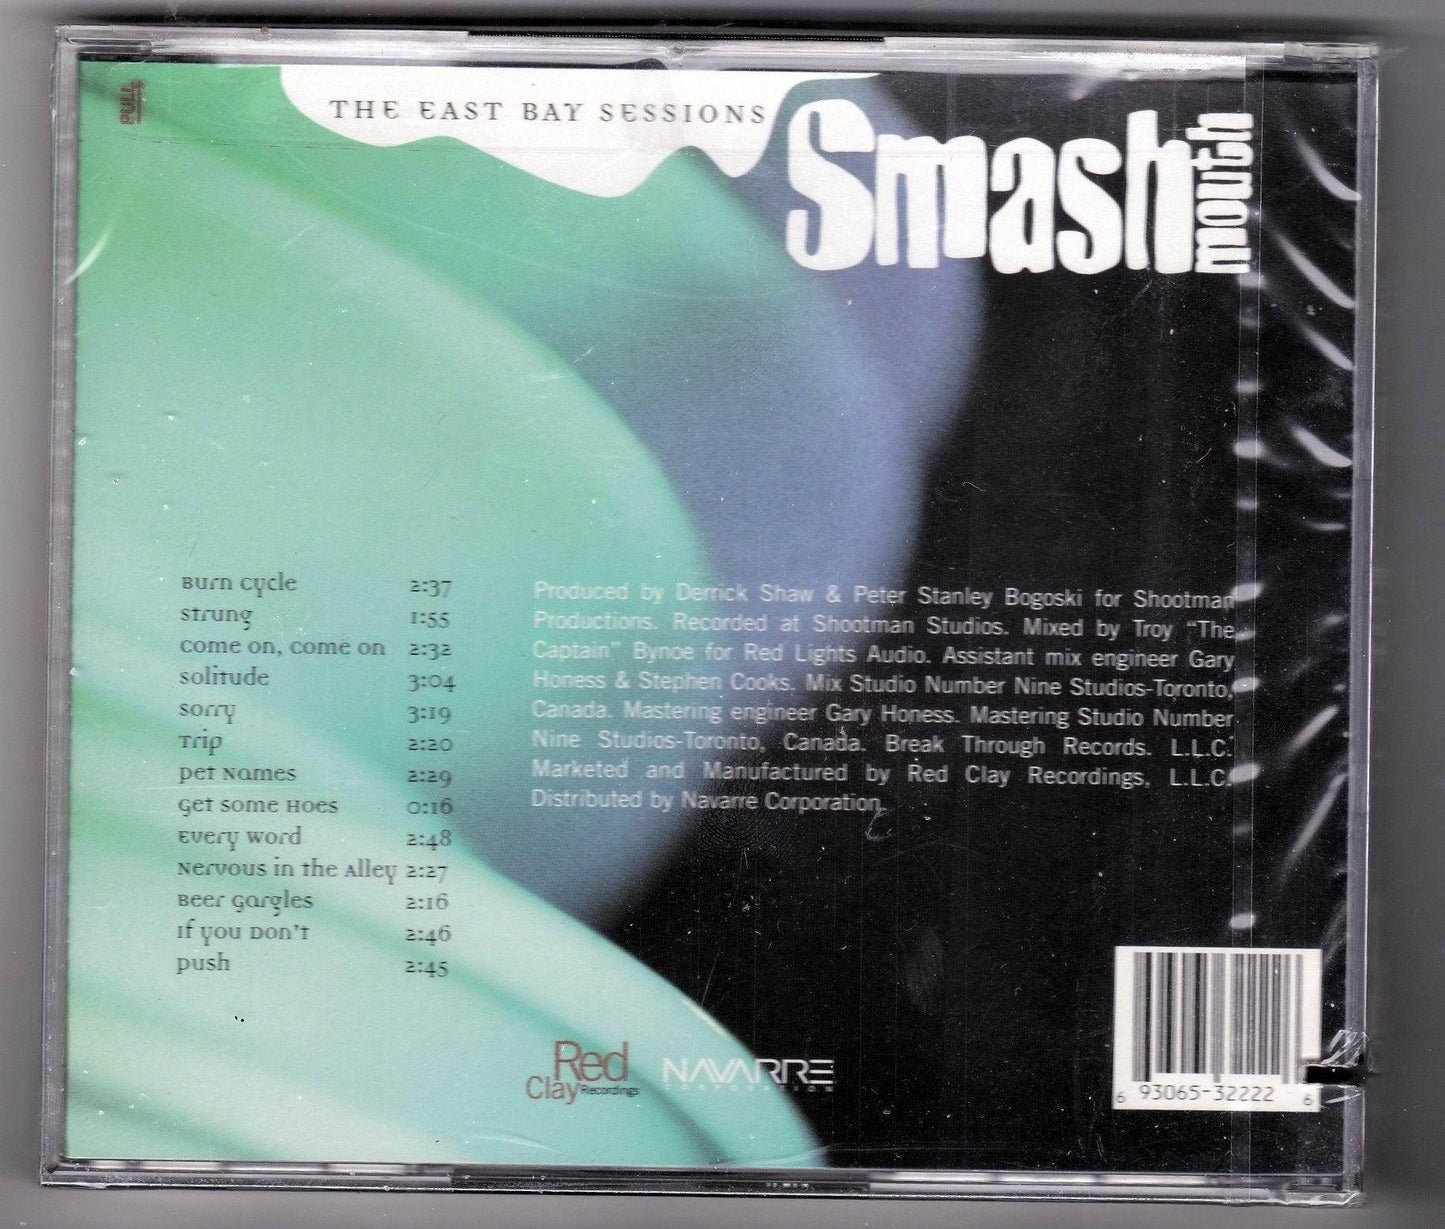 PULL
THE EAST BAY SESSIONS
Smash
mouth
Burn cycle 2:37
strung 1:55
come on, come on 2:32
solitude 3:04
sorry 3:19
Trip 2:20
pet Names 2:29
get some Hoes 0:16
Every word 2:48
Nervous in the Alley 2:27
Beer gargles 2:16
If you Don't 2:46
push 2:45
Produced by Derrick Shaw & Peter Stanley Bogoski for Shootman
Productions. Recorded at Shootman Studios. Mixed by Troy “The
Captain” Bynoe for Red Lights Audio. Assistant mix engineer Gary
Honess & Stephen Cooks. Mix Studio Number Nine Studios-Toronto,
Canada. Mastering engineer Gary Honess. Mastering Studio Number
Nine Studios-Toronto, Canada. Break Through Records. L.L.C.
Marketed and Manufactured by Red Clay Recordings, L.L.C.
Distributed by Navarre Corporation.
Red
Clay Recordings
NAVARRE
CORPORATION
6 93065-32222 6